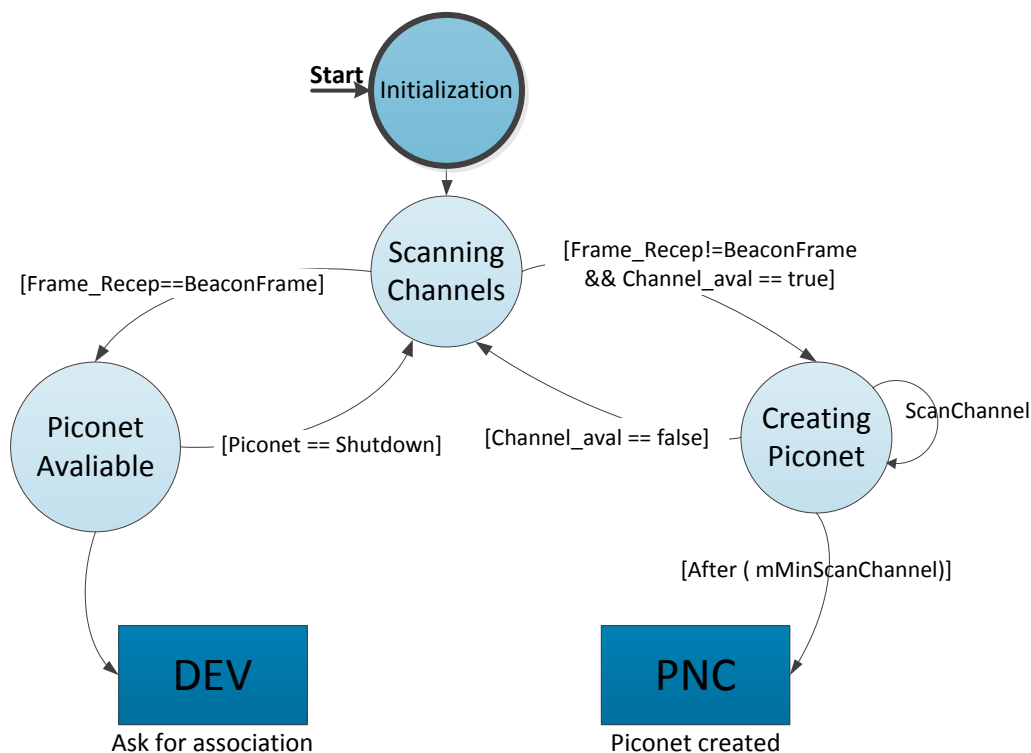 Start
Initialization
Scanning
Channels
[Frame_Recep!=BeaconFrame
&& Channel_aval == true]
[Frame_Recep==BeaconFrame]
Piconet
Avaliable
[Piconet == Shutdown]
[Channel_aval == false]
Creating
Piconet
ScanChannel
[After ( mMinScanChannel)]
DEV
Ask for association
PNC
Piconet created